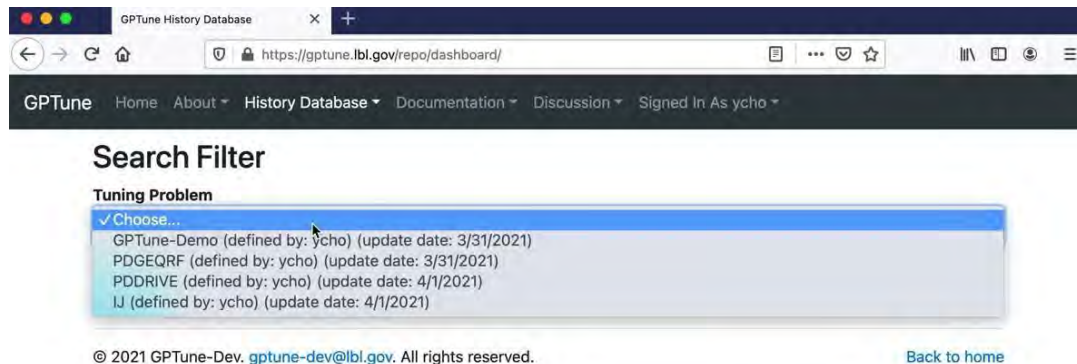 GPTune History Database
https://gptune.lbl.gov/repo/dashboard/
GPTune Home About History Database Documentation Discussion Signed In As ycho
Search Filter
Tuning Problem
✓Choose...
GPTune-Demo (defined by: ycho) (update date: 3/31/2021)
PDGEQRF (defined by: ycho) (update date: 3/31/2021)
PDDRIVE (defined by: ycho) (update date: 4/1/2021)
IJ (defined by: ycho) (update date: 4/1/2021)
© 2021 GPTune-Dev. gptune-dev@lbl.gov. All rights reserved. Back to home